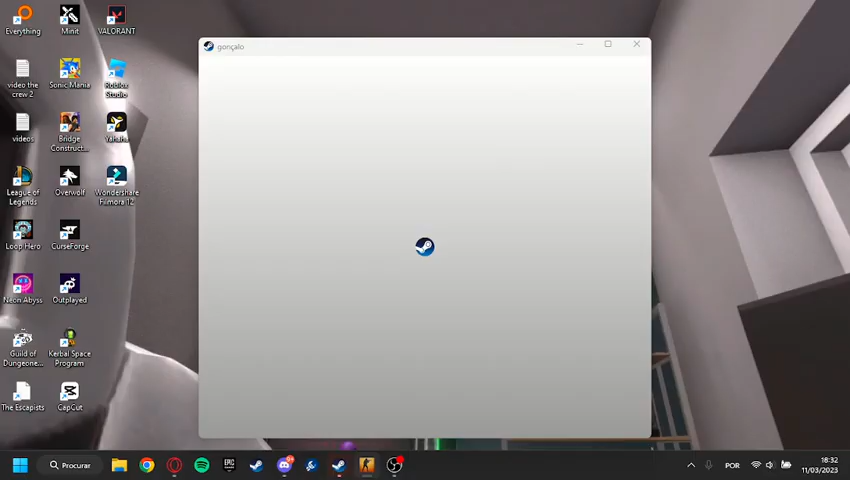 gonçalo
Everything
Minit
VALORANT
video the
crew 2
Sonic Mania
Roblox
Studio
videos
Bridge
Construct...
YaHaHa
League of
Legends
Overwolf
Wondershare
Filmora 12
Loop Hero
CurseForge
Neon Abyss
Outplayed
Guild of
Dungeone...
Kerbal Space
Program
The Escapists
CapCut
EPIC
Procurar
POR
18:32
11/03/2023